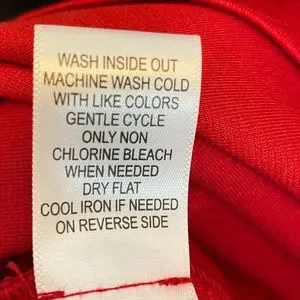 WASH INSIDE OUT
MACHINE WASH COLD
WITH LIKE COLORS
GENTLE CYCLE
ONLY NON
CHLORINE BLEACH
WHEN NEEDED
DRY FLAT
COOL IRON IF NEEDED
ON REVERSE SIDE